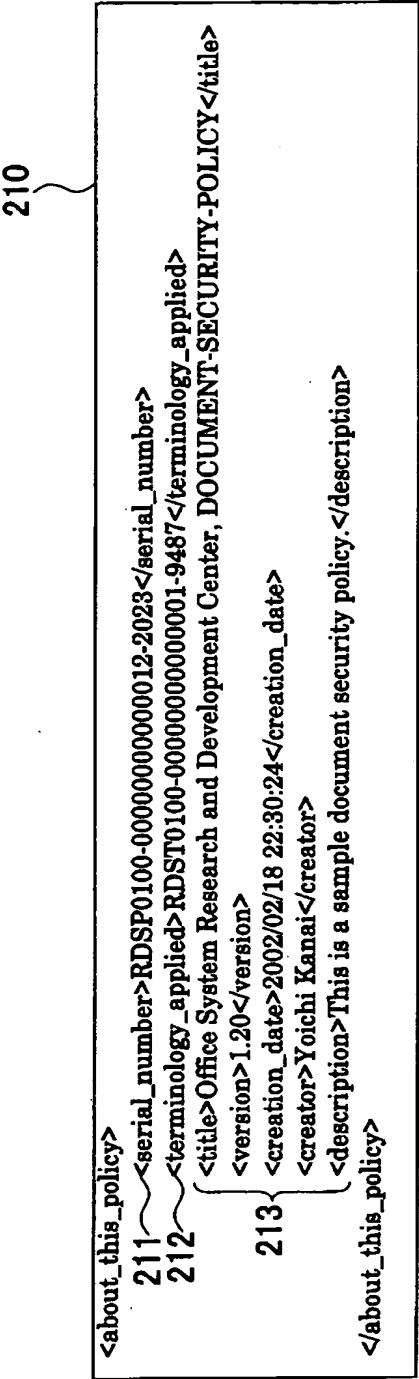 210
<about_this_policy>
211 <serial_number>RDSP0100-00000000000000012-2023</serial_number>
212 <terminology_applied>RDST0100-00000000000000001-9487</terminology_applied>
<title>Office System Research and Development Center, DOCUMENT-SECURITY-POLICY</title>
<version>1.20</version>
213 <creation_date>2002/02/18 22:30:24</creation_date>
<creator>Yoichi Kanai</creator>
<description>This is a sample document security policy.</description>
</about_this_policy>